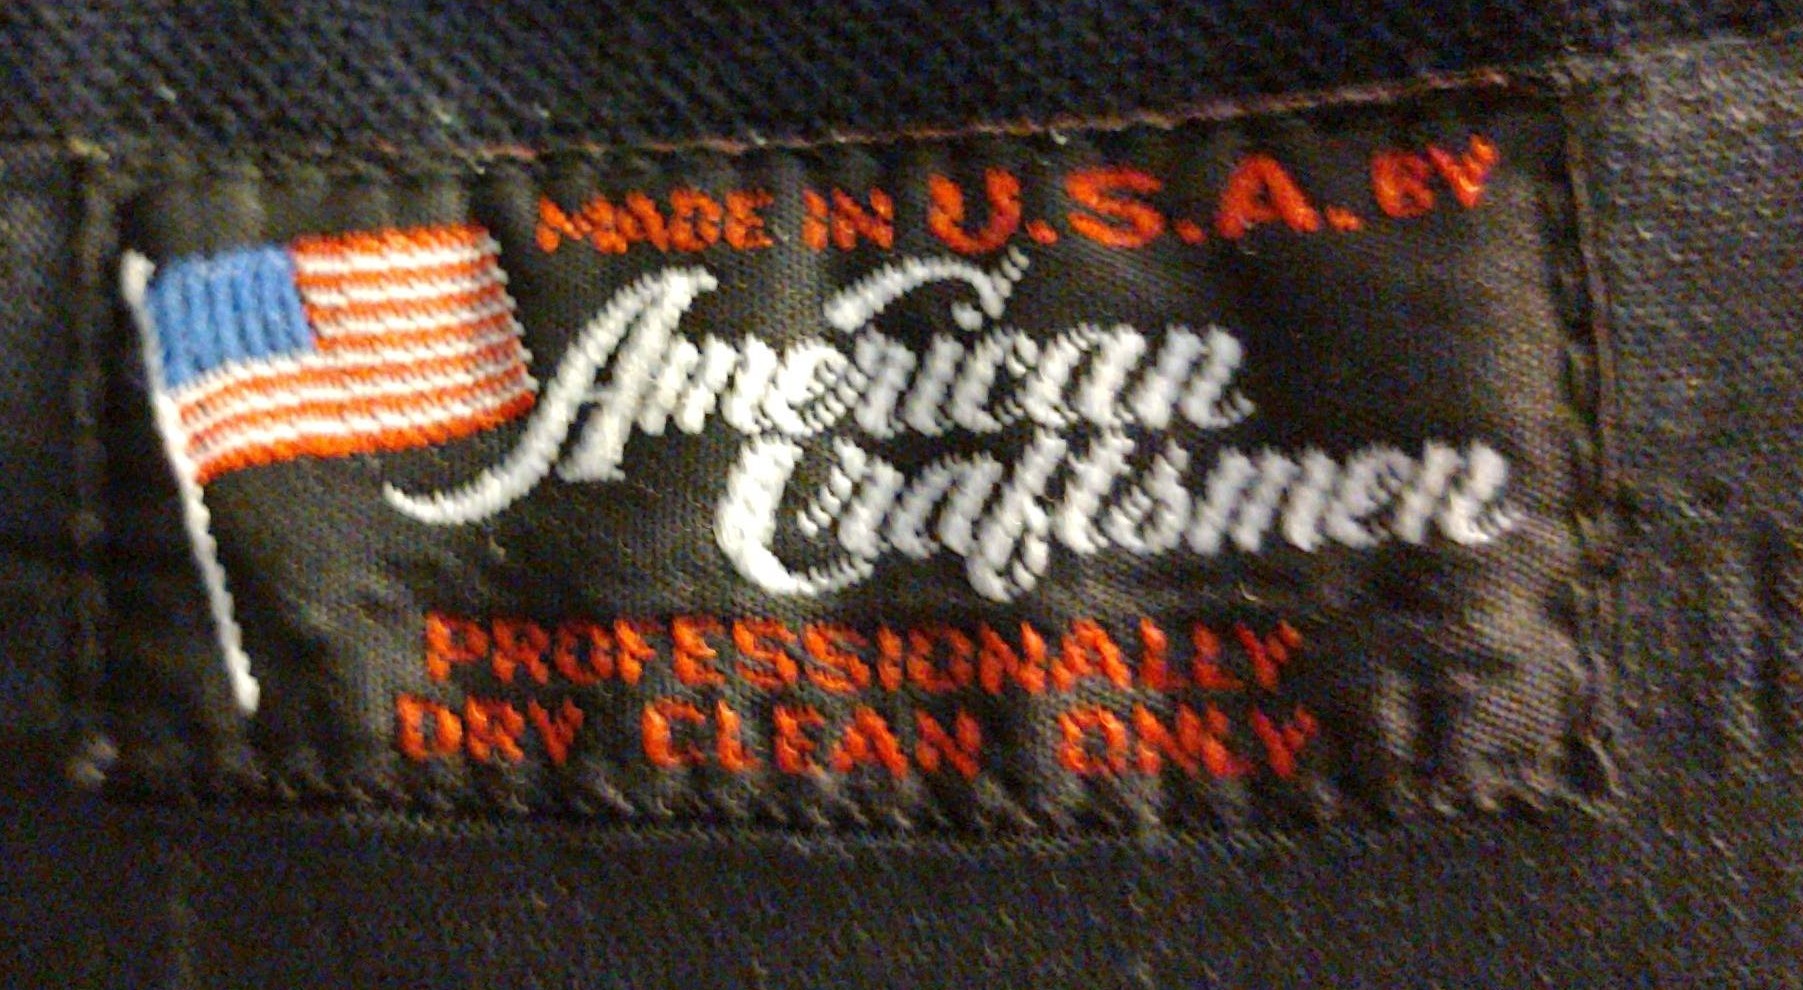 MADE IN U.S.A. BY
American
Craftsmen
PROFESSIONALLY
DRY CLEAN ONLY